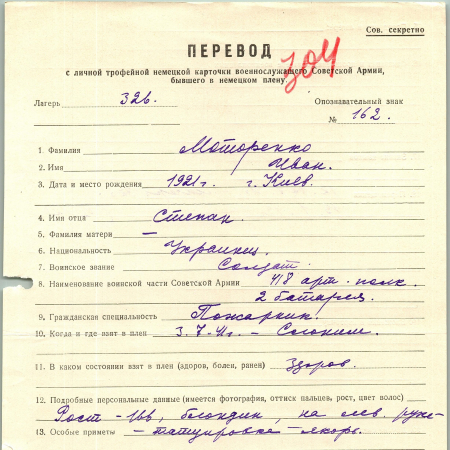 Сов. секретно
ПЕРЕВОД
304
с личной трофейной немецкой карточки военнослужащего Советской Армии,
бывшего в немецком плену.
Лагерь 326. Опознавательный знак
№ 162.
1. Фамилия Моторенко
2. Имя Иван.
3. Дата и место рождения 1921г. г. Киев.
4. Имя отца Степан.
5. Фамилия матери —
6. Национальность Украинец.
7. Воинское звание Солдат.
8. Наименование воинской части Советской Армии 418 арт. полк.
2 батарея.
9. Гражданская специальность Пожарник.
10. Когда и где взят в плен 3.7-41г. – Слоним.
11. В каком состоянии взят в плен (здоров, болен, ранен) Здоров.
12. Подробные персональные данные (имеется фотография, оттиск пальцев, рост, цвет волос)
Рост – 166, блондин, на лев. руке –
13. Особые приметы – татуировка – якорь.